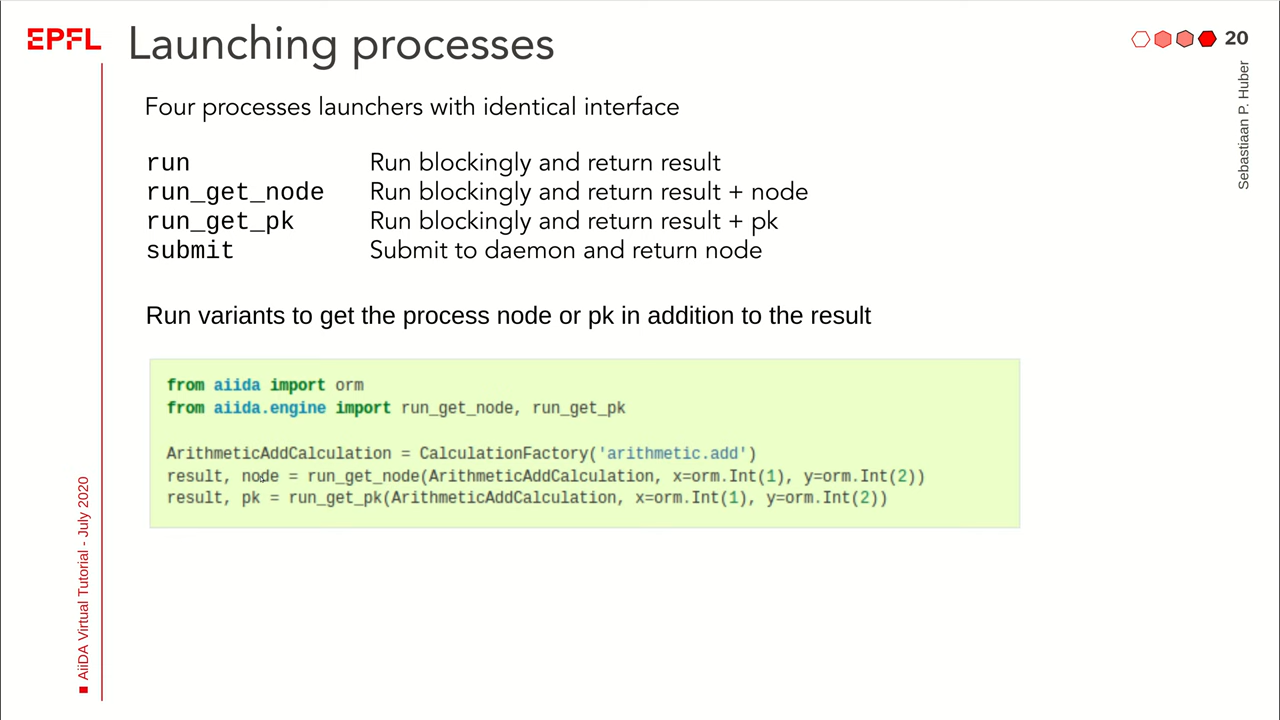 EPFL
Launching processes
20
Sebastiaan P. Huber
Four processes launchers with identical interface
run Run blockingly and return result
run_get_node Run blockingly and return result + node
run_get_pk Run blockingly and return result + pk
submit Submit to daemon and return node
Run variants to get the process node or pk in addition to the result
from aiida import orm
from aiida.engine import run_get_node, run_get_pk
ArithmeticAddCalculation = CalculationFactory('arithmetic.add')
result, node = run_get_node(ArithmeticAddCalculation, x=orm.Int(1), y=orm.Int(2))
result, pk = run_get_pk(ArithmeticAddCalculation, x=orm.Int(1), y=orm.Int(2))
AiiDA Virtual Tutorial - July 2020